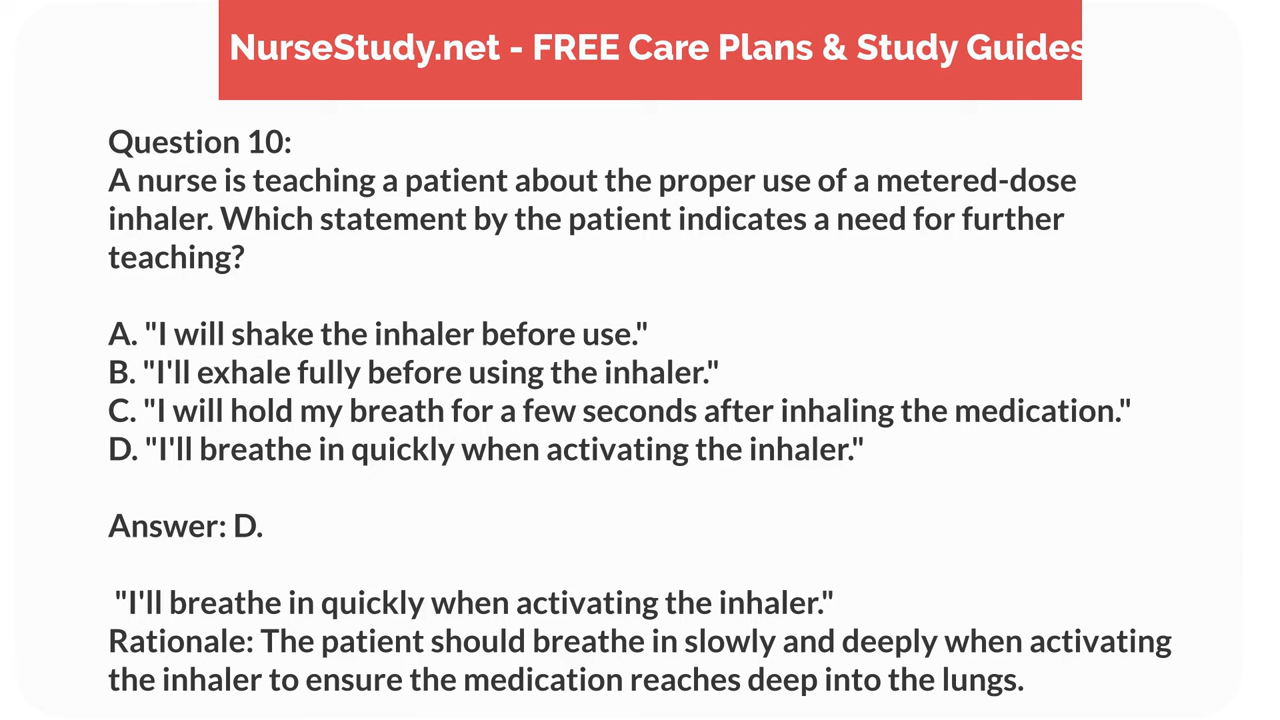 NurseStudy.net - FREE Care Plans & Study Guides
Question 10:
A nurse is teaching a patient about the proper use of a metered-dose
inhaler. Which statement by the patient indicates a need for further
teaching?
A. "I will shake the inhaler before use."
B. "I'll exhale fully before using the inhaler."
C. "I will hold my breath for a few seconds after inhaling the medication."
D. "I'll breathe in quickly when activating the inhaler."
Answer: D.
"I'll breathe in quickly when activating the inhaler."
Rationale: The patient should breathe in slowly and deeply when activating
the inhaler to ensure the medication reaches deep into the lungs.